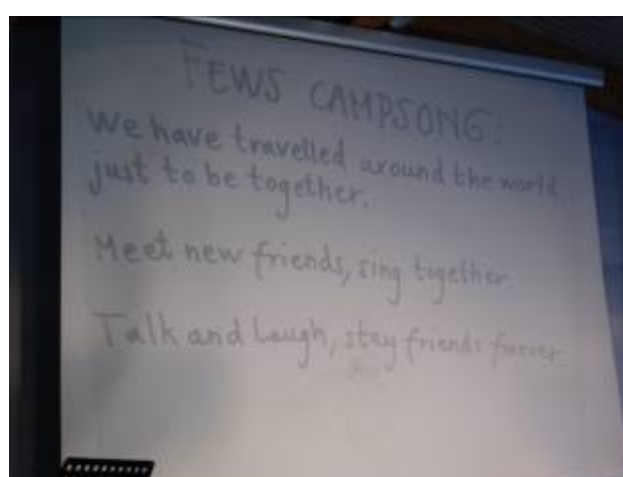 FEWS CAMPSONG:
We have travelled around the world
just to be together.
Meet new friends, sing together
Talk and Laugh, stay friends forever.